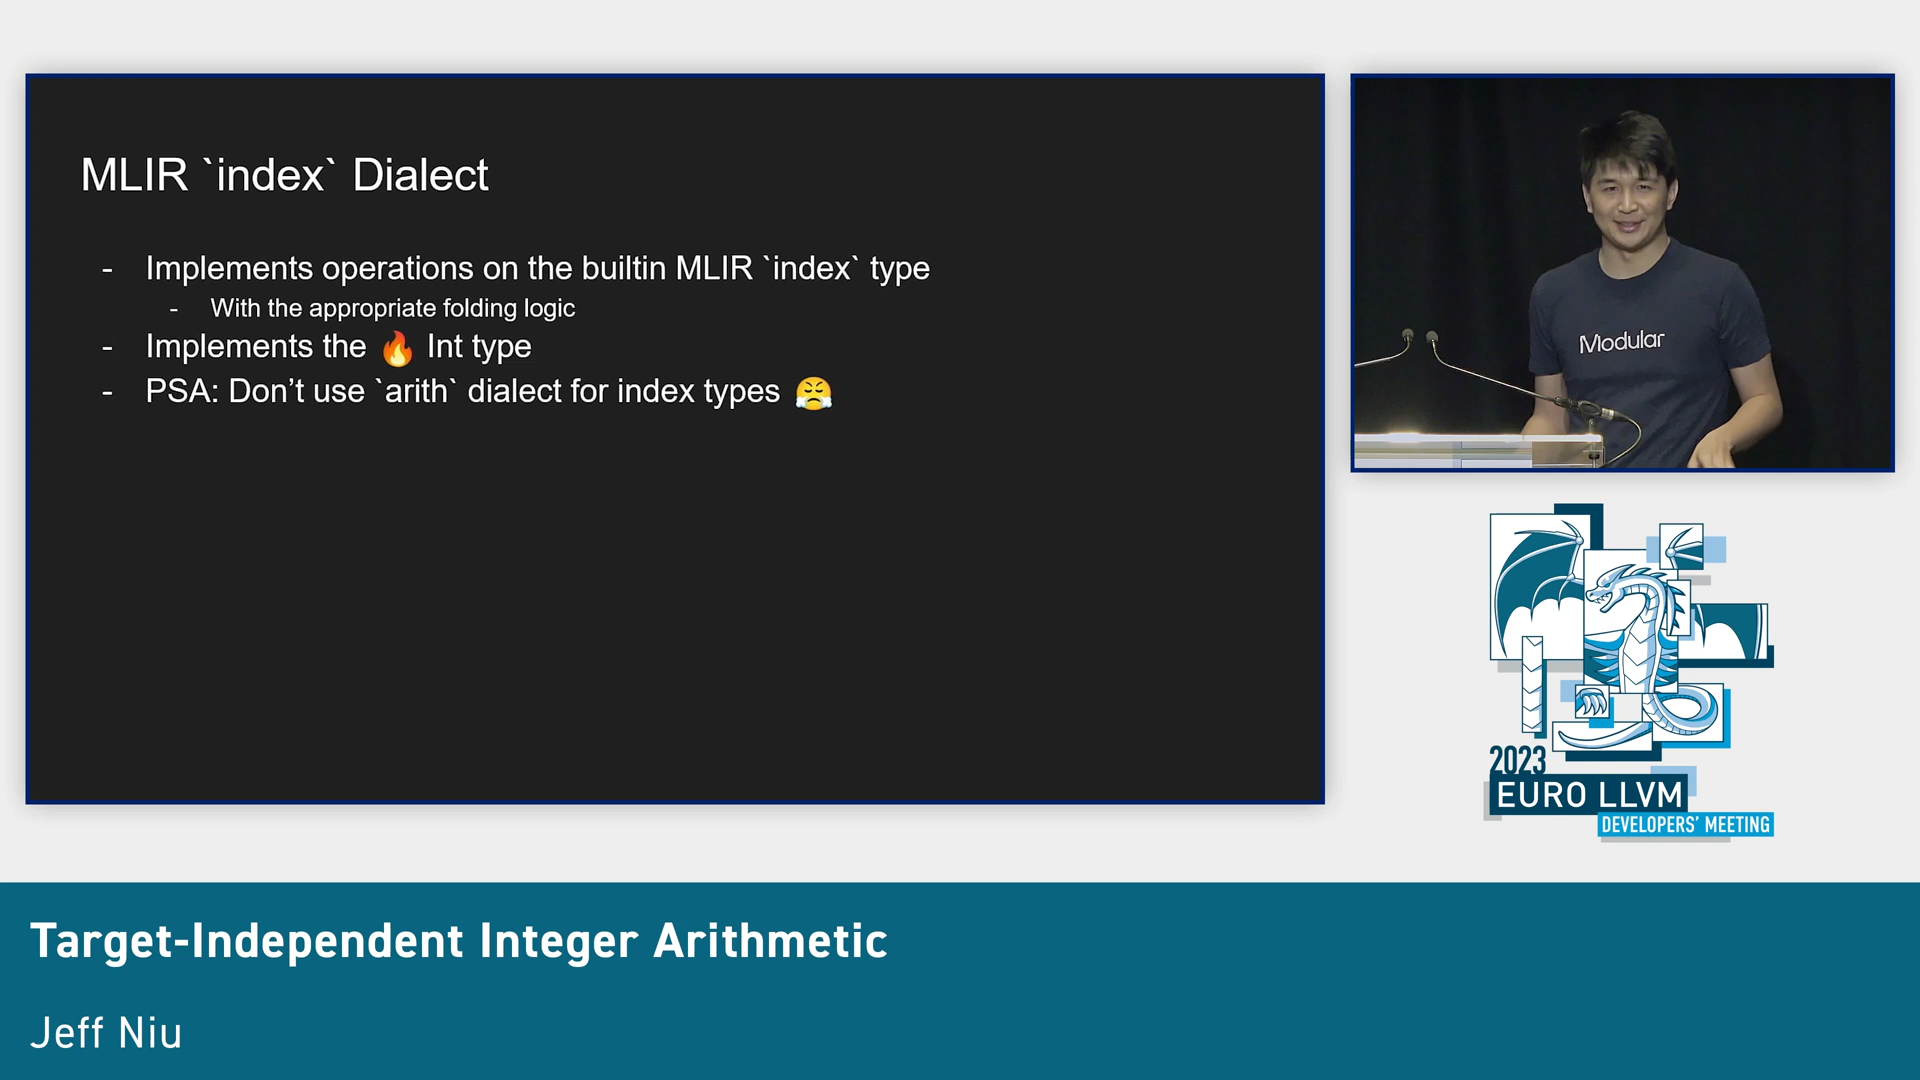 MLIR `index` Dialect
- Implements operations on the builtin MLIR `index` type
- With the appropriate folding logic
- Implements the 🔥 Int type
- PSA: Don’t use `arith` dialect for index types 😤
Modular
2023
EURO LLVM
DEVELOPERS’ MEETING
Target-Independent Integer Arithmetic
Jeff Niu